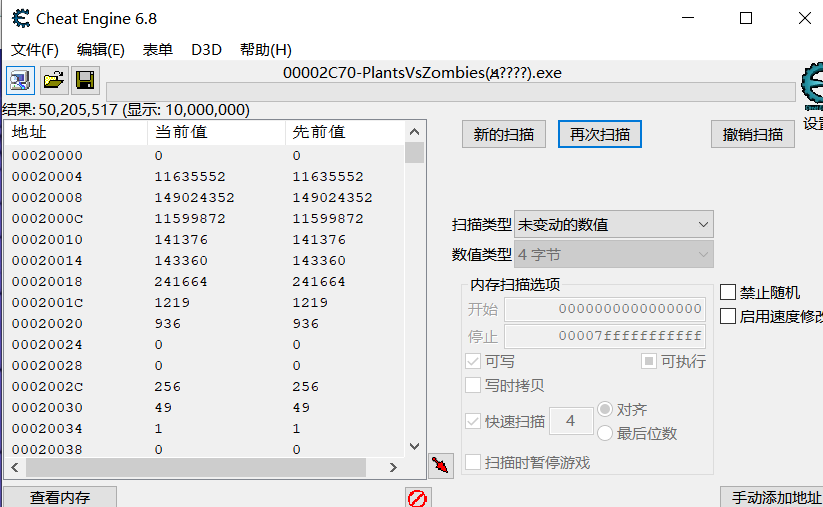 Cheat Engine 6.8
文件(F) 编辑(E) 表单 D3D 帮助(H)
00002C70-PlantsVsZombies(????).exe
结果: 50,205,517 (显示: 10,000,000)
地址 当前值 先前值
00020000 0 0
00020004 11635552 11635552
00020008 149024352 149024352
0002000C 11599872 11599872
00020010 141376 141376
00020014 143360 143360
00020018 241664 241664
0002001C 1219 1219
00020020 936 936
00020024 0 0
00020028 0 0
0002002C 256 256
00020030 49 49
00020034 1 1
00020038 0 0
查看内存
新的扫描 再次扫描 撤销扫描
设置
扫描类型 未变动的数值
数值类型 4 字节
内存扫描选项
开始 0000000000000000
停止 00007fffffffffff
可写 可执行
写时拷贝
快速扫描 4 对齐
最后位数
扫描时暂停游戏
禁止随机
启用速度修改
手动添加地址